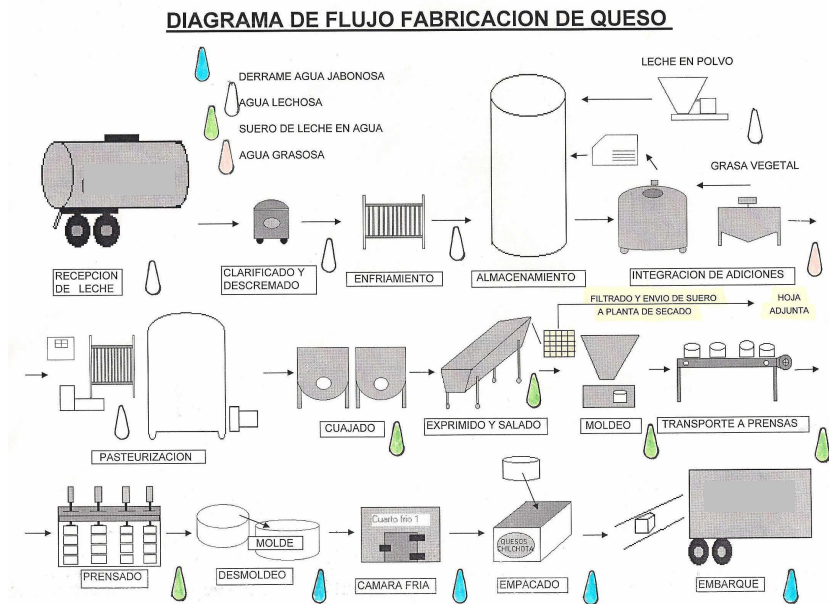 DIAGRAMA DE FLUJO FABRICACION DE QUESO
DERRAME AGUA JABONOSA
AGUA LECHOSA
SUERO DE LECHE EN AGUA
AGUA GRASOSA
LECHE EN POLVO
GRASA VEGETAL
RECEPCION
DE LECHE
CLARIFICADO Y
DESCREMADO
ENFRIAMIENTO
ALMACENAMIENTO
INTEGRACION DE ADICIONES
FILTRADO Y ENVIO DE SUERO
A PLANTA DE SECADO
HOJA
ADJUNTA
PASTEURIZACION
CUAJADO
EXPRIMIDO Y SALADO
MOLDEO
TRANSPORTE A PRENSAS
PRENSADO
MOLDE
DESMOLDEO
Cuarto frio 1
CAMARA FRIA
QUESOS
CHILCHOTA
EMPACADO
EMBARQUE